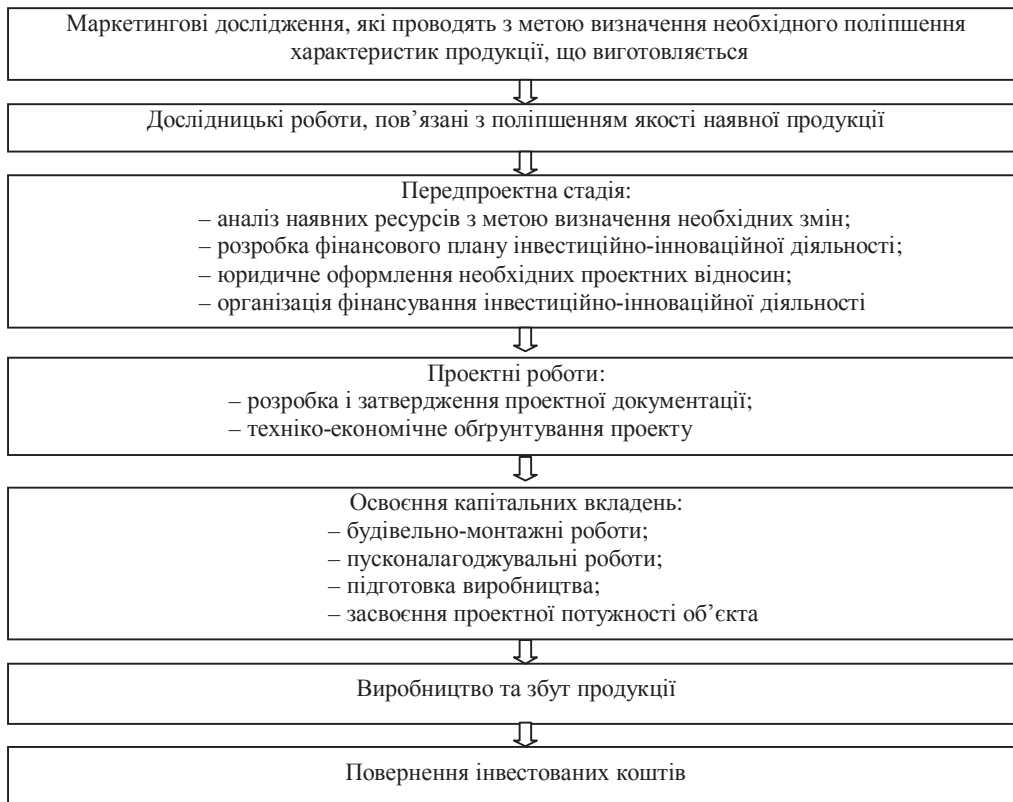 Маркетингові дослідження, які проводять з метою визначення необхідного поліпшення
характеристик продукції, що виготовляється
Дослідницькі роботи, пов’язані з поліпшенням якості наявної продукції
Передпроектна стадія:
– аналіз наявних ресурсів з метою визначення необхідних змін;
– розробка фінансового плану інвестиційно-інноваційної діяльності;
– юридичне оформлення необхідних проектних відносин;
– організація фінансування інвестиційно-інноваційної діяльності
Проектні роботи:
– розробка і затвердження проектної документації;
– техніко-економічне обґрунтування проекту
Освоєння капітальних вкладень:
– будівельно-монтажні роботи;
– пусконалагоджувальні роботи;
– підготовка виробництва;
– засвоєння проектної потужності об’єкта
Виробництво та збут продукції
Повернення інвестованих коштів